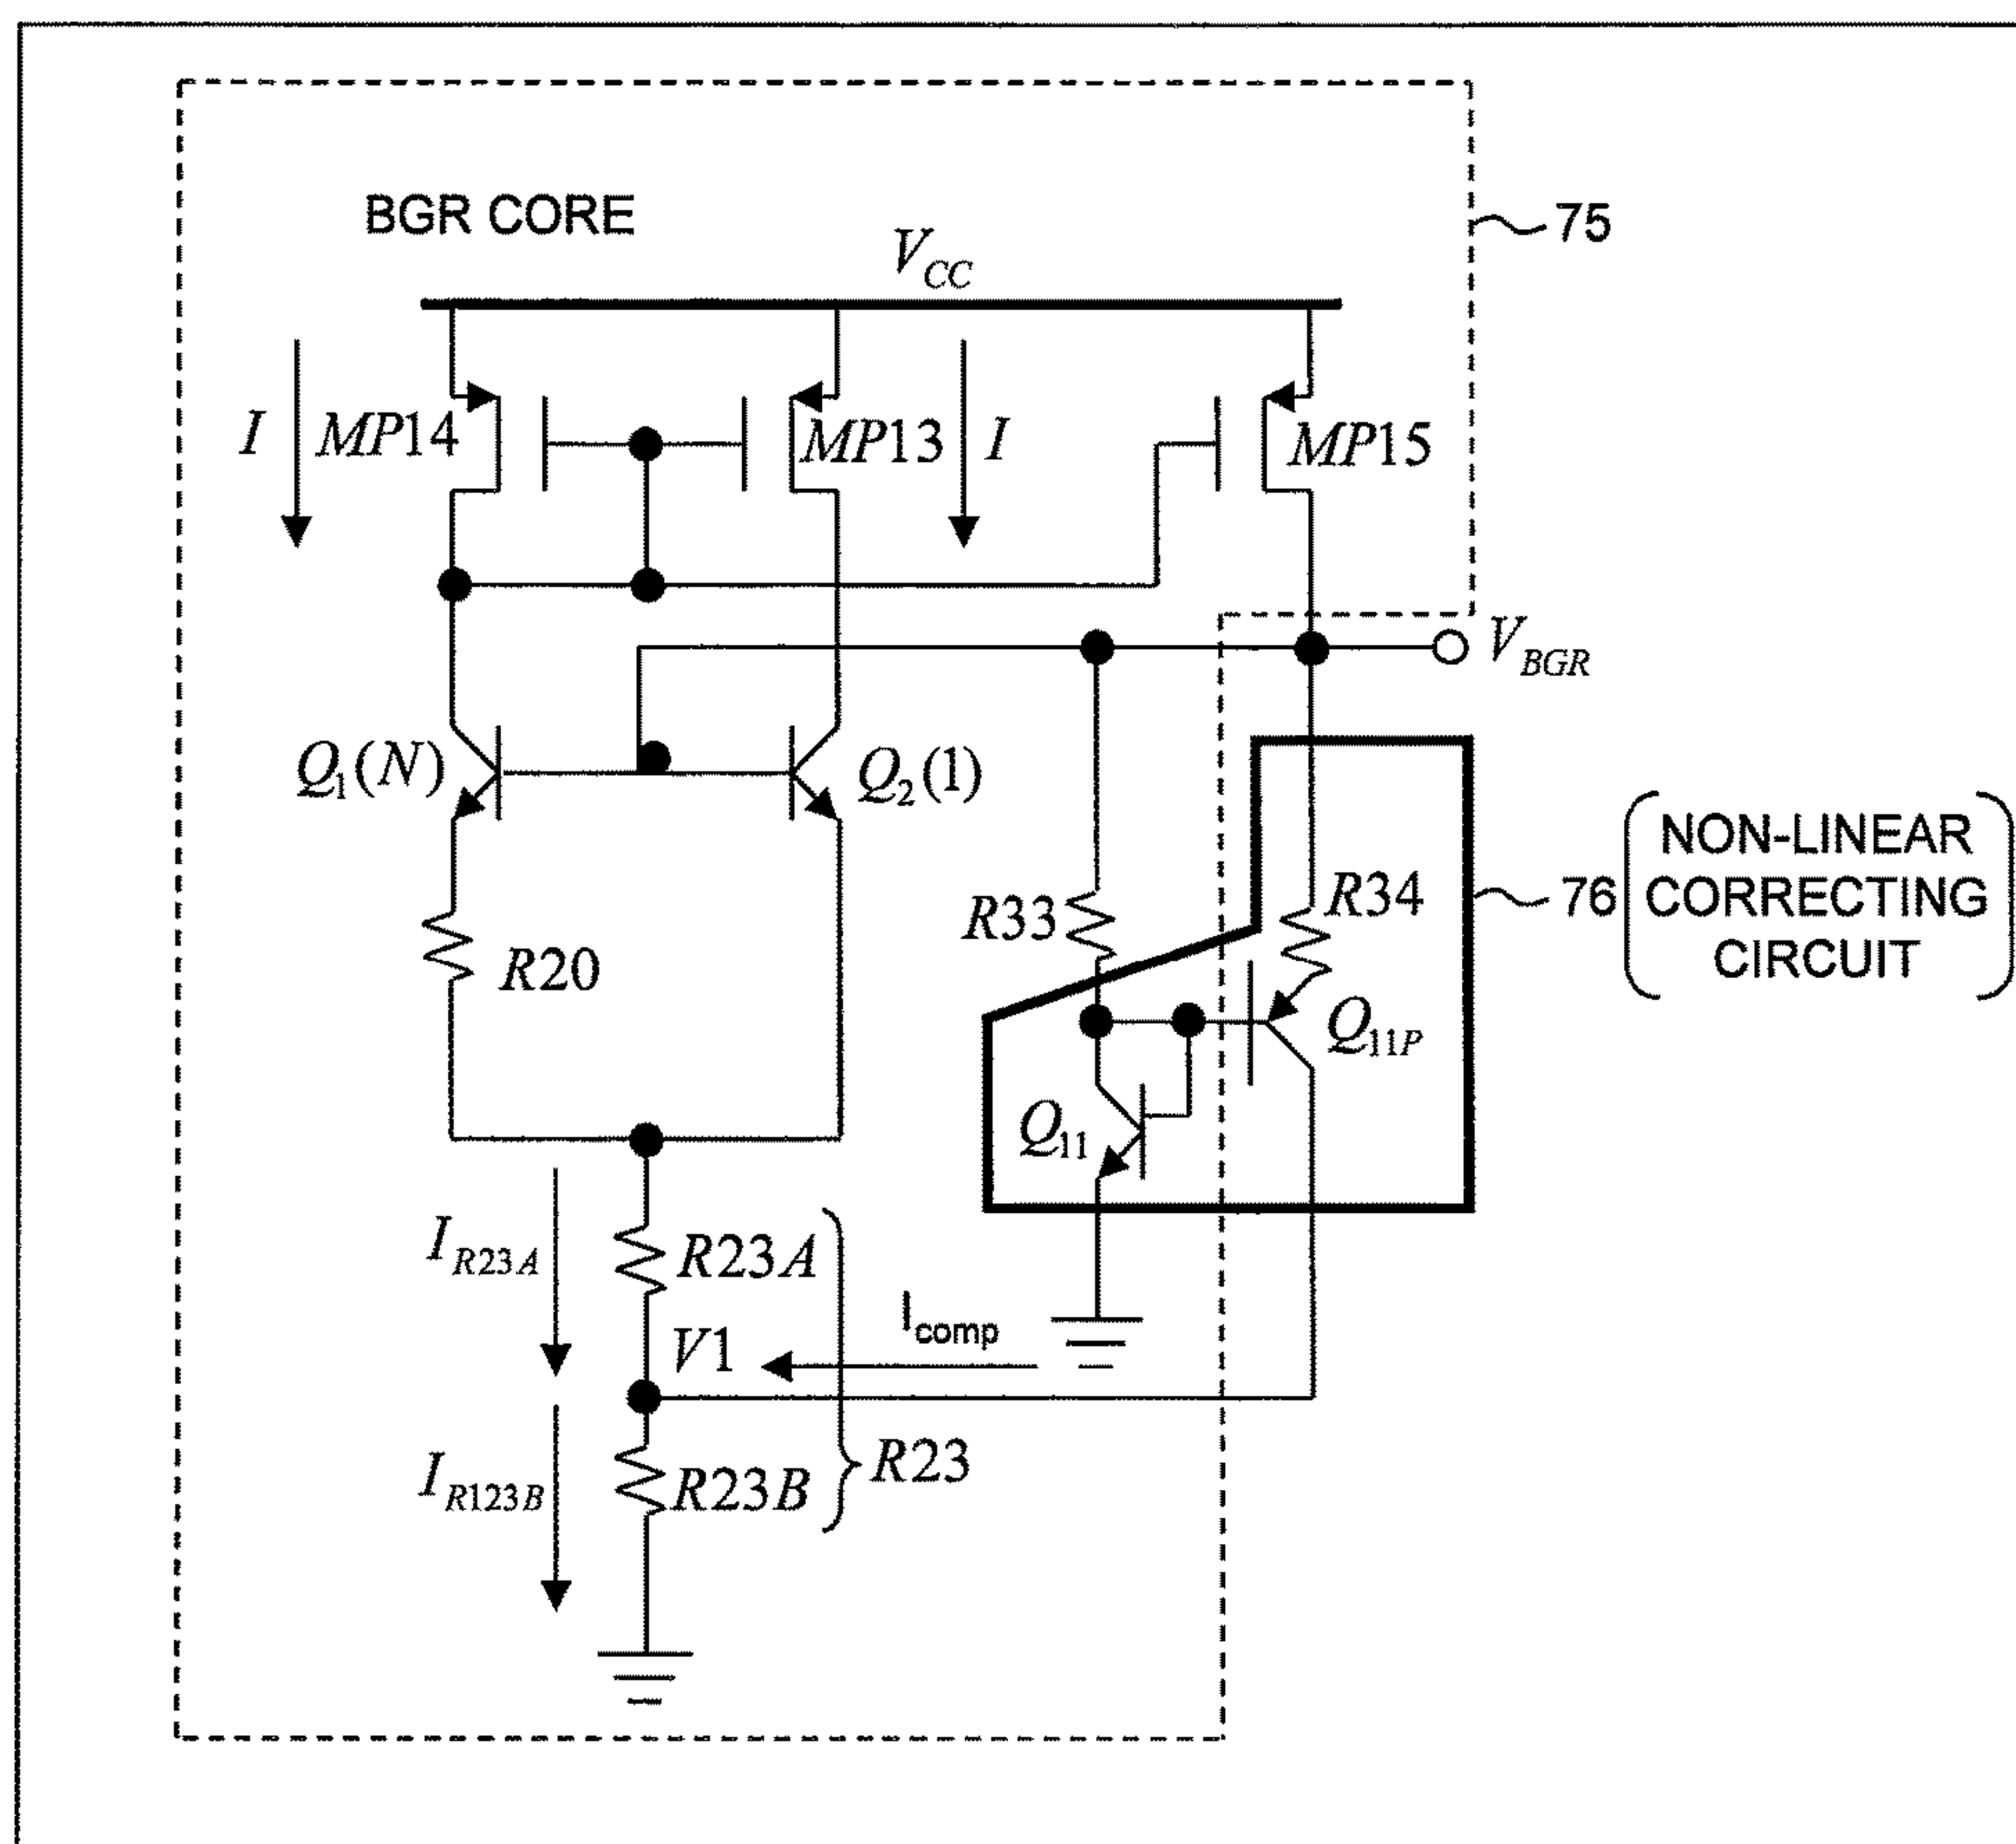 BGR CORE
75
V_CC
I
MP14
MP13
I
MP15
V_BGR
Q_1(N)
Q_2(1)
R33
R34
76
NON-LINEAR
CORRECTING
CIRCUIT
R20
Q_11P
Q_11
I_R23A
R23A
V1
I_comp
R23
I_R123B
R23B